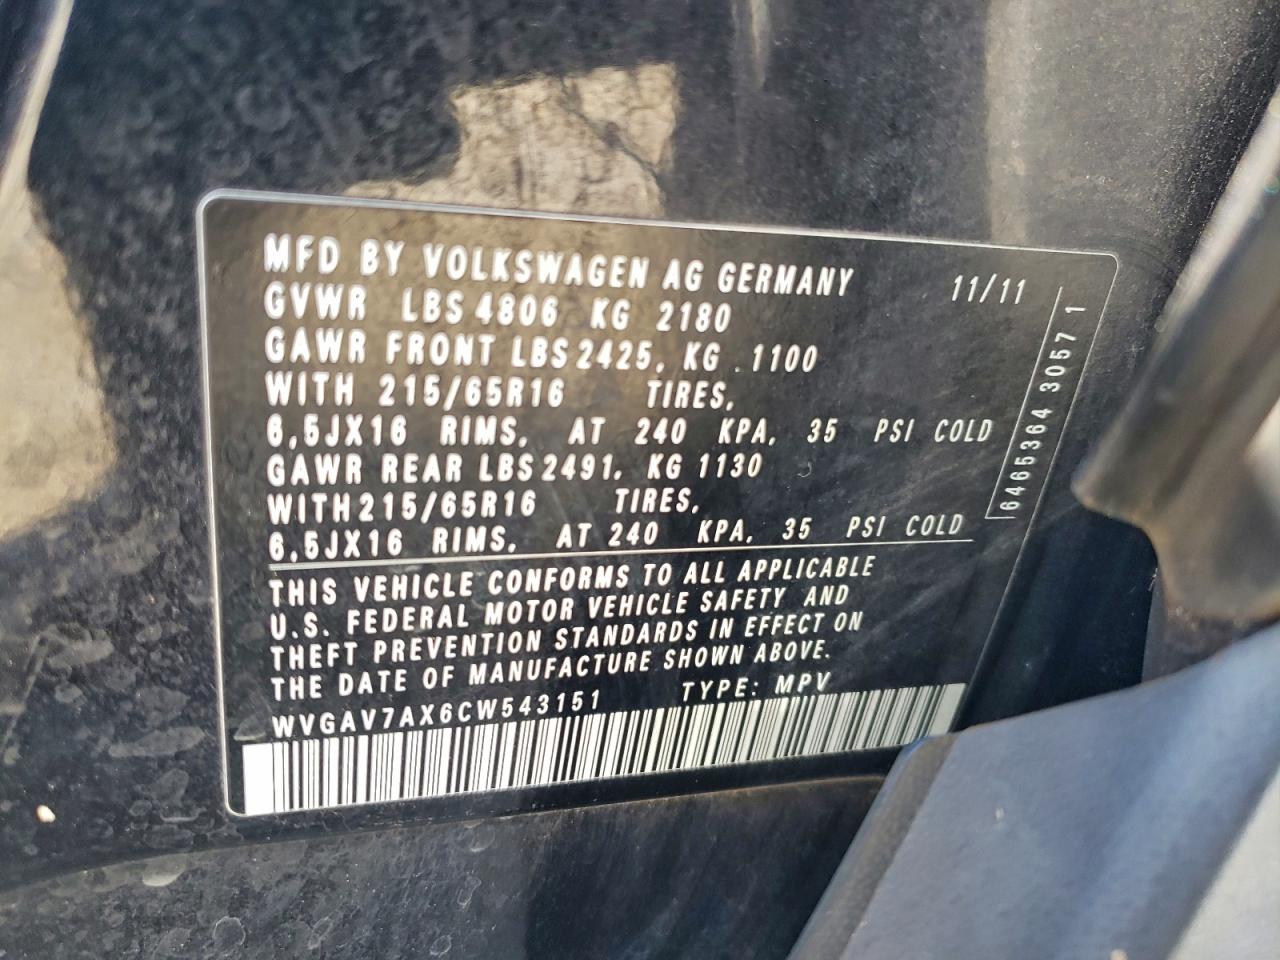 MFD BY VOLKSWAGEN AG GERMANY 11/11
GVWR LBS 4806 KG 2180
GAWR FRONT LBS 2425, KG . 1100
WITH 215/65R16 TIRES,
6,5JX16 RIMS, AT 240 KPA, 35 PSI COLD
GAWR REAR LBS 2491, KG 1130
WITH 215/65R16 TIRES,
6,5JX16 RIMS, AT 240 KPA, 35 PSI COLD
6465364 3057 1
THIS VEHICLE CONFORMS TO ALL APPLICABLE
U.S. FEDERAL MOTOR VEHICLE SAFETY AND
THEFT PREVENTION STANDARDS IN EFFECT ON
THE DATE OF MANUFACTURE SHOWN ABOVE.
WVGAV7AX6CW543151 TYPE: MPV